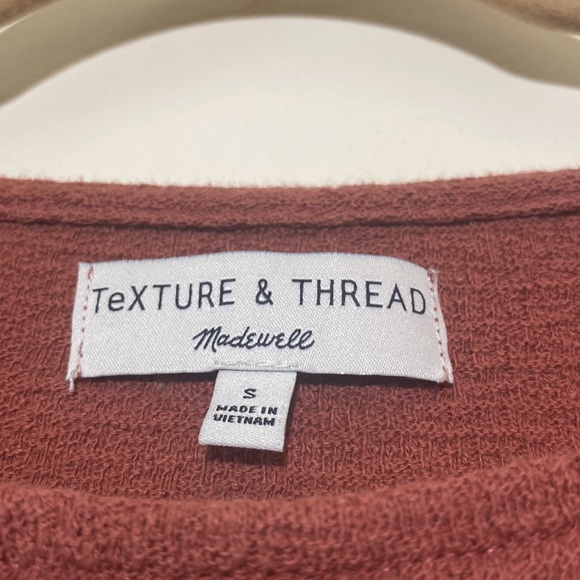 TeXTURE & THREAD
Madewell
S
MADE IN
VIETNAM